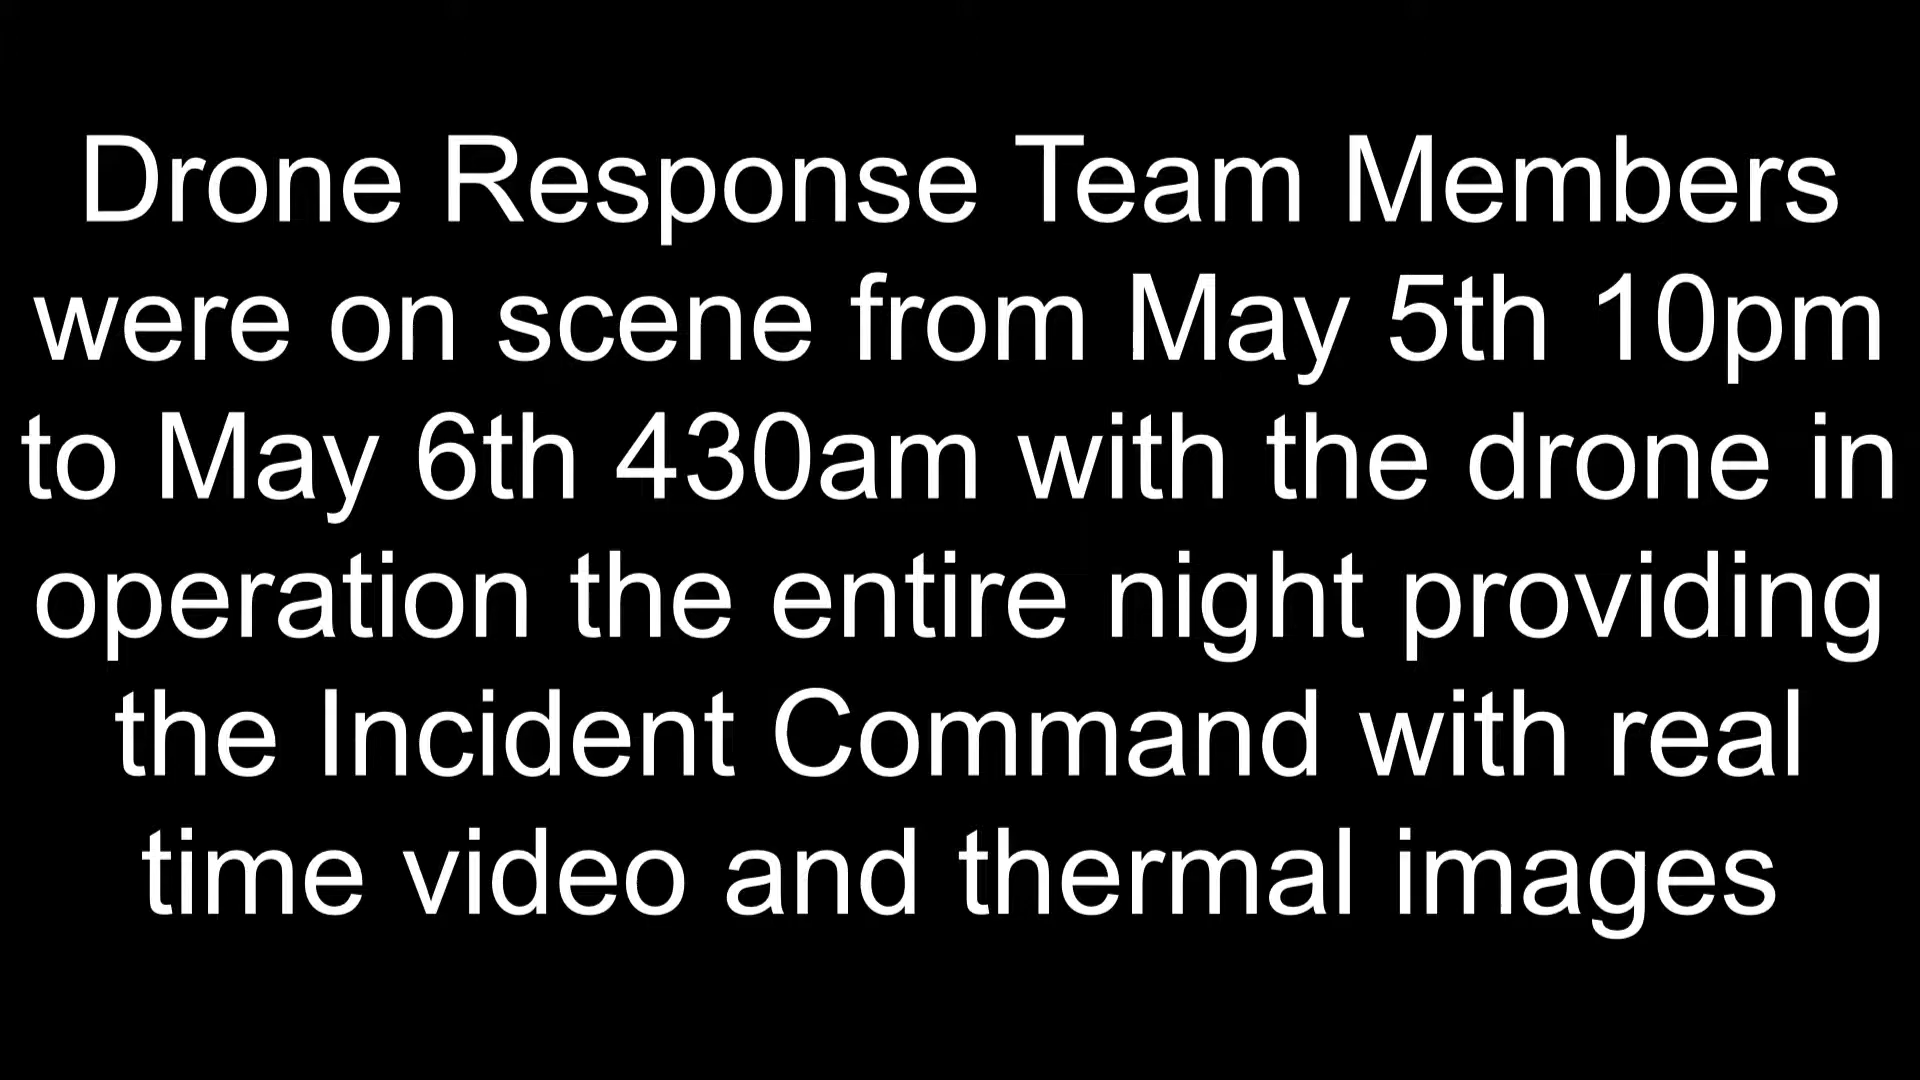 Drone Response Team Members
were on scene from May 5th 10pm
to May 6th 430am with the drone in
operation the entire night providing
the Incident Command with real
time video and thermal images